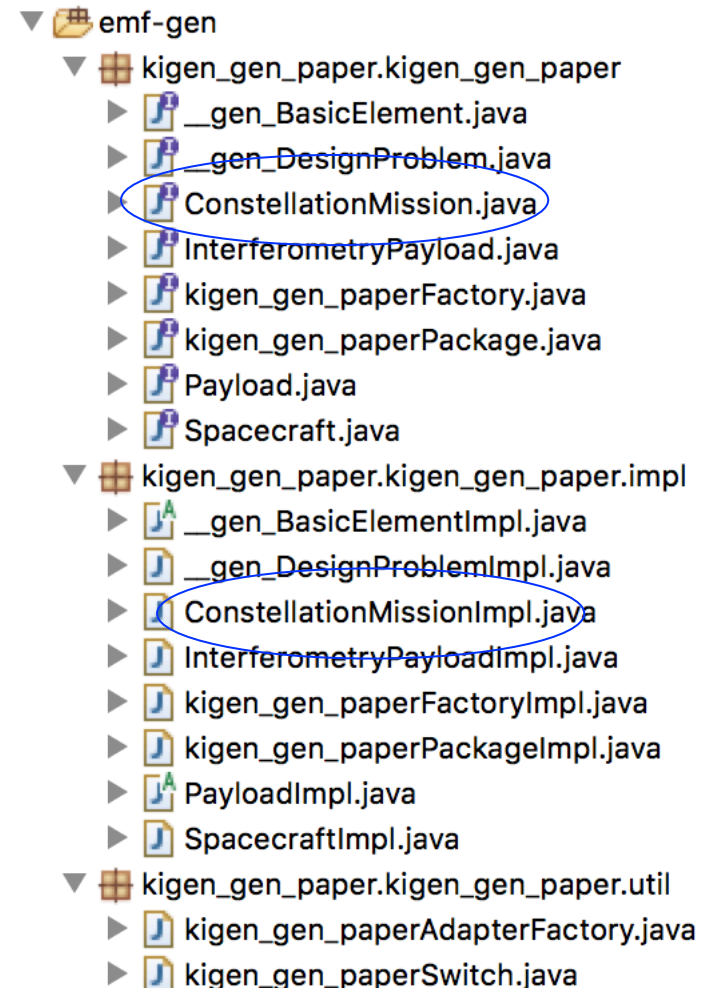 emf-gen
kigen_gen_paper.kigen_gen_paper
__gen_BasicElement.java
__gen_DesignProblem.java
ConstellationMission.java
InterferometryPayload.java
kigen_gen_paperFactory.java
kigen_gen_paperPackage.java
Payload.java
Spacecraft.java
kigen_gen_paper.kigen_gen_paper.impl
__gen_BasicElementImpl.java
__gen_DesignProblemImpl.java
ConstellationMissionImpl.java
InterferometryPayloadImpl.java
kigen_gen_paperFactoryImpl.java
kigen_gen_paperPackageImpl.java
PayloadImpl.java
SpacecraftImpl.java
kigen_gen_paper.kigen_gen_paper.util
kigen_gen_paperAdapterFactory.java
kigen_gen_paperSwitch.java